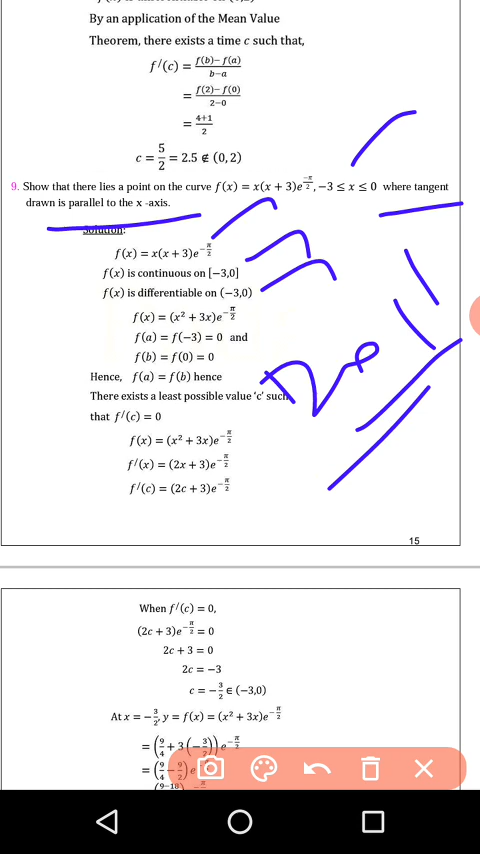 By an application of the Mean Value
Theorem, there exists a time c such that,
f/(c) = f(b)− f(a) / b−a
= f(2)− f(0) / 2−0
= 4+1 / 2
c = 5/2 = 2.5 ∉ (0, 2)
9. Show that there lies a point on the curve f(x) = x(x + 3)e^(−π/2), −3 ≤ x ≤ 0 where tangent
drawn is parallel to the x -axis.
Solution:
f(x) = x(x + 3)e^(−π/2)
f(x) is continuous on [−3,0]
f(x) is differentiable on (−3,0)
f(x) = (x² + 3x)e^(−π/2)
f(a) = f(−3) = 0 and
f(b) = f(0) = 0
Hence, f(a) = f(b) hence
There exists a least possible value ‘c’ such
that f/(c) = 0
f(x) = (x² + 3x)e^(−π/2)
f/(x) = (2x + 3)e^(−π/2)
f/(c) = (2c + 3)e^(−π/2)
15
When f/(c) = 0,
(2c + 3)e^(−π/2) = 0
2c + 3 = 0
2c = −3
c = −3/2 ∈ (−3,0)
At x = −3/2, y = f(x) = (x² + 3x)e^(−π/2)
= (9/4 + 3(−3/2)) e^(−π/2)
= (9/4 − 9/2) e